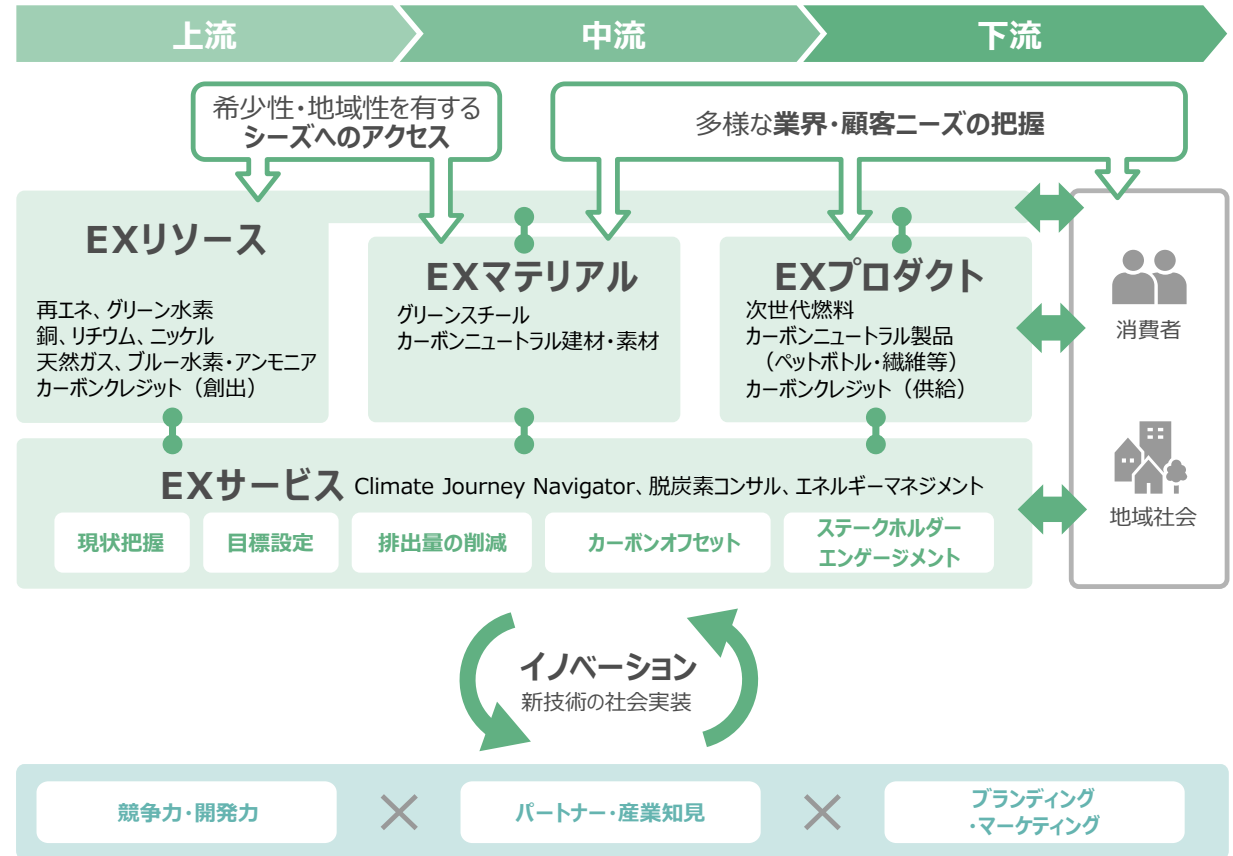 上流
中流
下流
希少性・地域性を有する
シーズへのアクセス
多様な業界・顧客ニーズの把握
EXリソース
再エネ、グリーン水素
銅、リチウム、ニッケル
天然ガス、ブルー水素・アンモニア
カーボンクレジット（創出）
EXマテリアル
グリーンスチール
カーボンニュートラル建材・素材
EXプロダクト
次世代燃料
カーボンニュートラル製品
（ペットボトル・繊維等）
カーボンクレジット（供給）
消費者
地域社会
EXサービス Climate Journey Navigator、脱炭素コンサル、エネルギーマネジメント
現状把握
目標設定
排出量の削減
カーボンオフセット
ステークホルダー
エンゲージメント
イノベーション
新技術の社会実装
競争力・開発力
パートナー・産業知見
ブランディング
・マーケティング